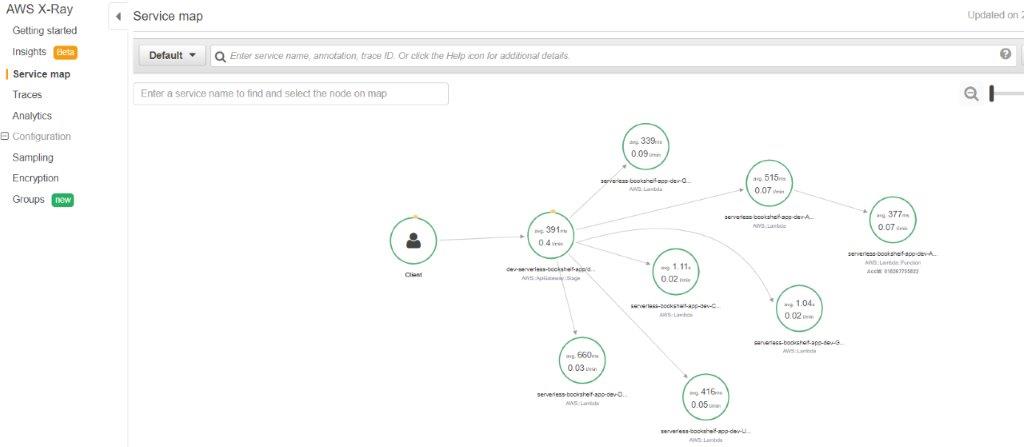 AWS X-Ray
Getting started
Insights Beta
Service map
Traces
Analytics
Configuration
Sampling
Encryption
Groups new
Service map
Updated on 2
Default
Enter service name, annotation, trace ID. Or click the Help icon for additional details.
Enter a service name to find and select the node on map
avg. 339ms
0.09 t/min
serverless-bookshelf-app-dev-G...
AWS::Lambda
avg. 515ms
0.07 t/min
serverless-bookshelf-app-dev-A...
AWS::Lambda
avg. 377ms
0.07 t/min
serverless-bookshelf-app-dev-A...
AWS::Lambda::Function
Client
avg. 391ms
0.4 t/min
dev-serverless-bookshelf-app/d...
AWS::ApiGateway::Stage
avg. 1.11s
0.02 t/min
serverless-bookshelf-app-dev-C...
AWS::Lambda
avg. 1.04s
0.02 t/min
serverless-bookshelf-app-dev-G...
AWS::Lambda
avg. 660ms
0.03 t/min
serverless-bookshelf-app-dev-D...
AWS::Lambda
avg. 416ms
0.05 t/min
serverless-bookshelf-app-dev-U...
AWS::Lambda